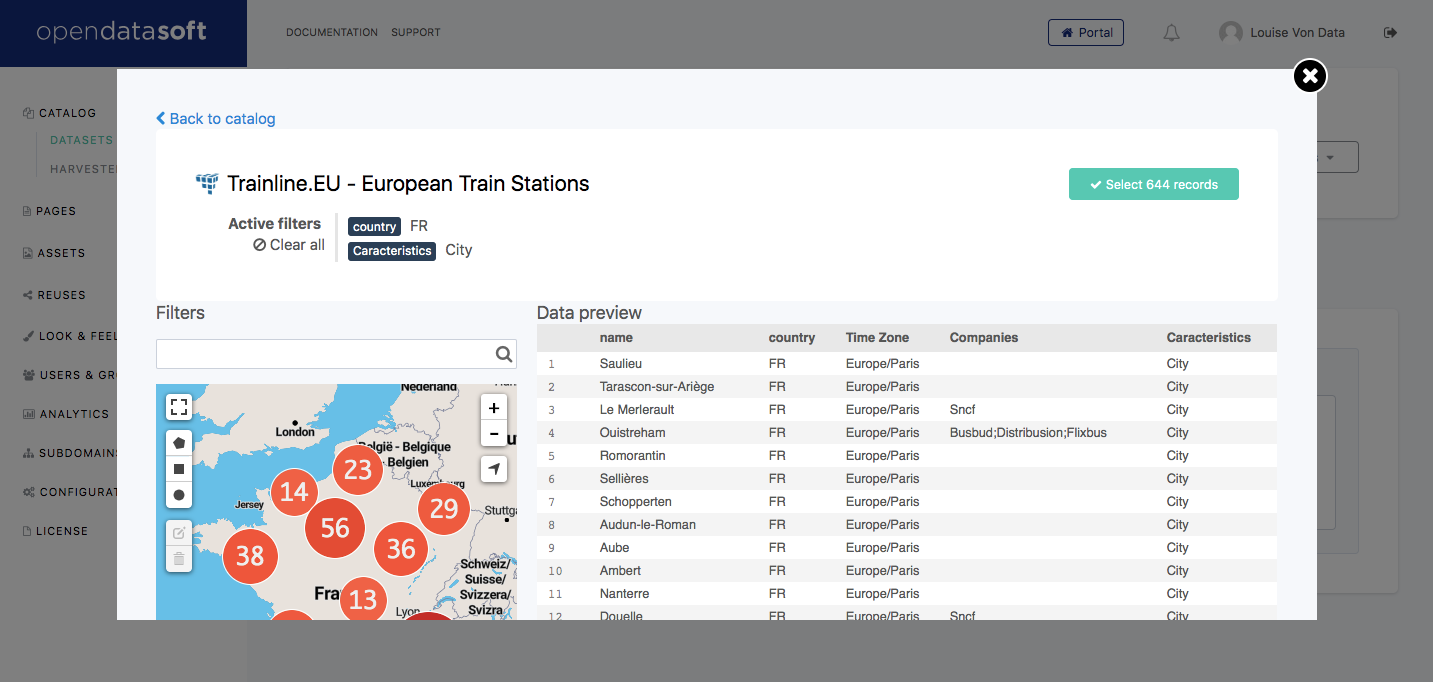 opendatasoft
DOCUMENTATION SUPPORT
Portal
Louise Von Data
CATALOG
DATASETS
HARVESTE
PAGES
ASSETS
REUSES
LOOK & FEEL
USERS & GR
ANALYTICS
SUBDOMAINS
CONFIGURAT
LICENSE
Back to catalog
Trainline.EU - European Train Stations
Select 644 records
Active filters
Clear all
country FR
Caracteristics City
Filters
Nederland
London
België - Belgique
- Belgien
Luxembourg
Jersey
Stuttga
23
14
29
56
36
38
13
Schweiz/
Suisse/
Svizzera/
Svizra
Fra
Lyon
+
−
Data preview
name country Time Zone Companies Caracteristics
1 Saulieu FR Europe/Paris City
2 Tarascon-sur-Ariège FR Europe/Paris City
3 Le Merlerault FR Europe/Paris Sncf City
4 Ouistreham FR Europe/Paris Busbud;Distribusion;Flixbus City
5 Romorantin FR Europe/Paris City
6 Sellières FR Europe/Paris City
7 Schopperten FR Europe/Paris City
8 Audun-le-Roman FR Europe/Paris City
9 Aube FR Europe/Paris City
10 Ambert FR Europe/Paris City
11 Nanterre FR Europe/Paris City
12 Douelle FR Europe/Paris Sncf City